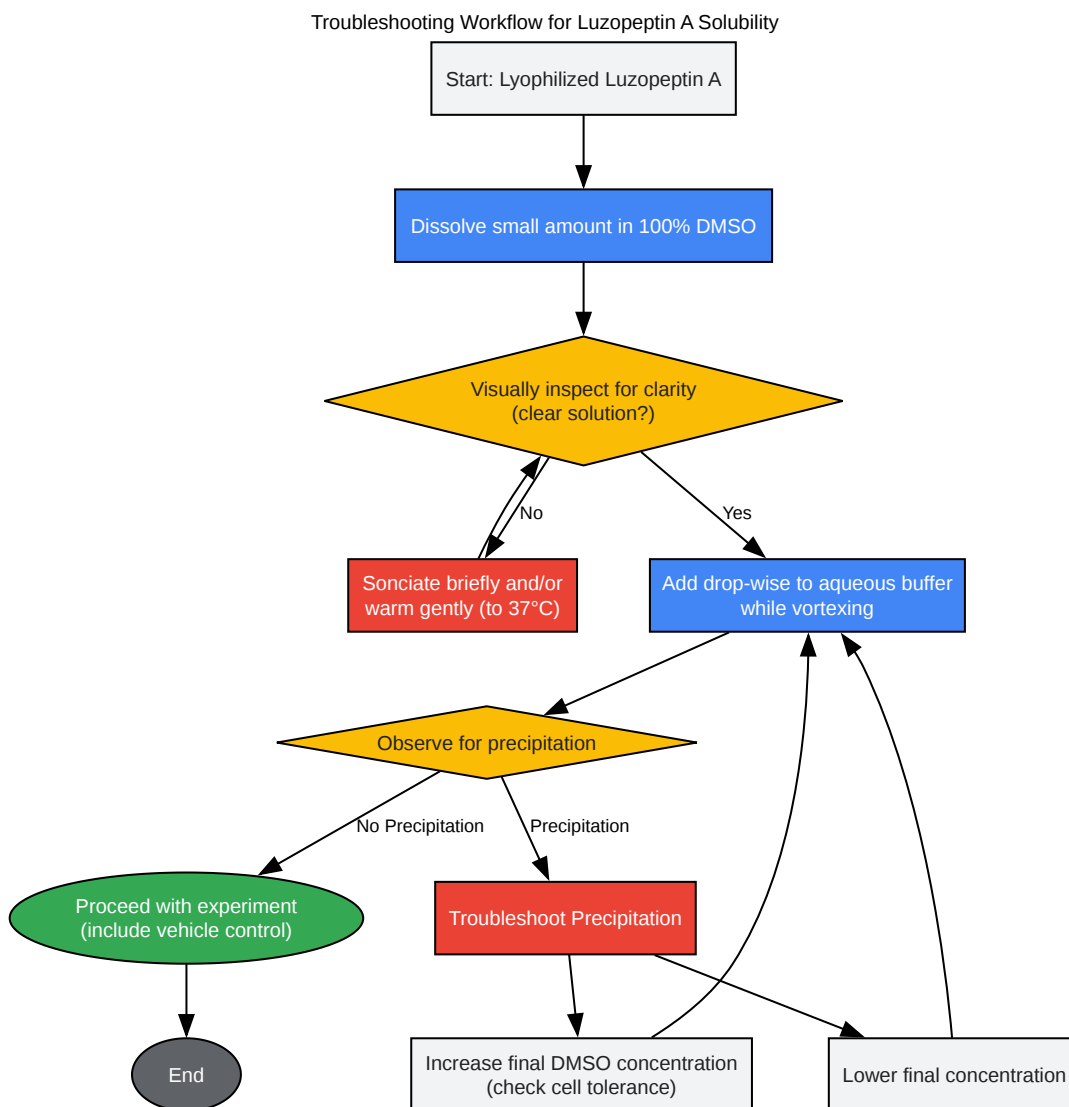 Troubleshooting Workflow for Luzopeptin A Solubility
Start: Lyophilized Luzopeptin A
Dissolve small amount in 100% DMSO
Visually inspect for clarity
(clear solution?)
No
Yes
Sonciate briefly and/or
warm gently (to 37°C)
Add drop-wise to aqueous buffer
while vortexing
Observe for precipitation
No Precipitation
Precipitation
Proceed with experiment
(include vehicle control)
Troubleshoot Precipitation
End
Increase final DMSO concentration
(check cell tolerance)
Lower final concentration